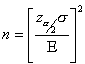 n = [ z_{α/2} σ / E ]²